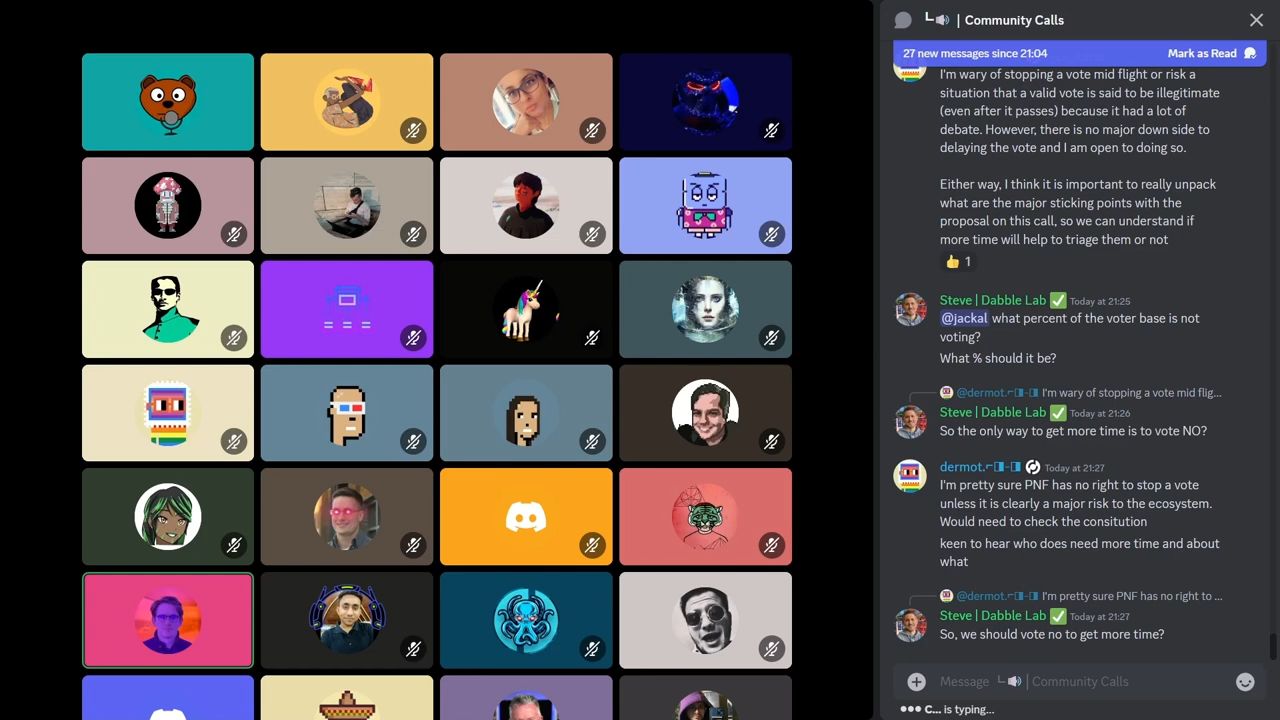 ┗🔊 | Community Calls
27 new messages since 21:04
Mark as Read
I'm wary of stopping a vote mid flight or risk a
situation that a valid vote is said to be illegitimate
(even after it passes) because it had a lot of
debate. However, there is no major down side to
delaying the vote and I am open to doing so.
Either way, I think it is important to really unpack
what are the major sticking points with the
proposal on this call, so we can understand if
more time will help to triage them or not
👍 1
Steve | Dabble Lab ✅ Today at 21:25
@jackal what percent of the voter base is not
voting?
What % should it be?
@dermot.⌐◨-◨ I'm wary of stopping a vote mid flig...
Steve | Dabble Lab ✅ Today at 21:26
So the only way to get more time is to vote NO?
dermot.⌐◨-◨ Today at 21:27
I'm pretty sure PNF has no right to stop a vote
unless it is clearly a major risk to the ecosystem.
Would need to check the consitution
keen to hear who does need more time and about
what
@dermot.⌐◨-◨ I'm pretty sure PNF has no right to ...
Steve | Dabble Lab ✅ Today at 21:27
So, we should vote no to get more time?
Message ┗🔊 | Community Calls
C... is typing...